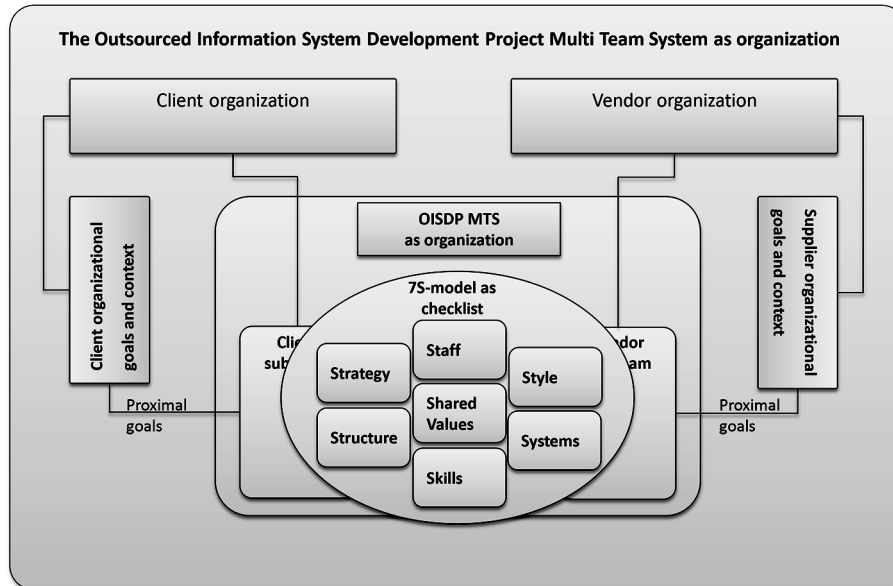 The Outsourced Information System Development Project Multi Team System as organization
Client organization
Vendor organization
OISDP MTS
as organization
Client organizational
goals and context
Supplier organizational
goals and context
7S-model as
checklist
Staff
Strategy
Style
Shared
Values
Structure
Systems
Skills
Proximal
goals
Proximal
goals